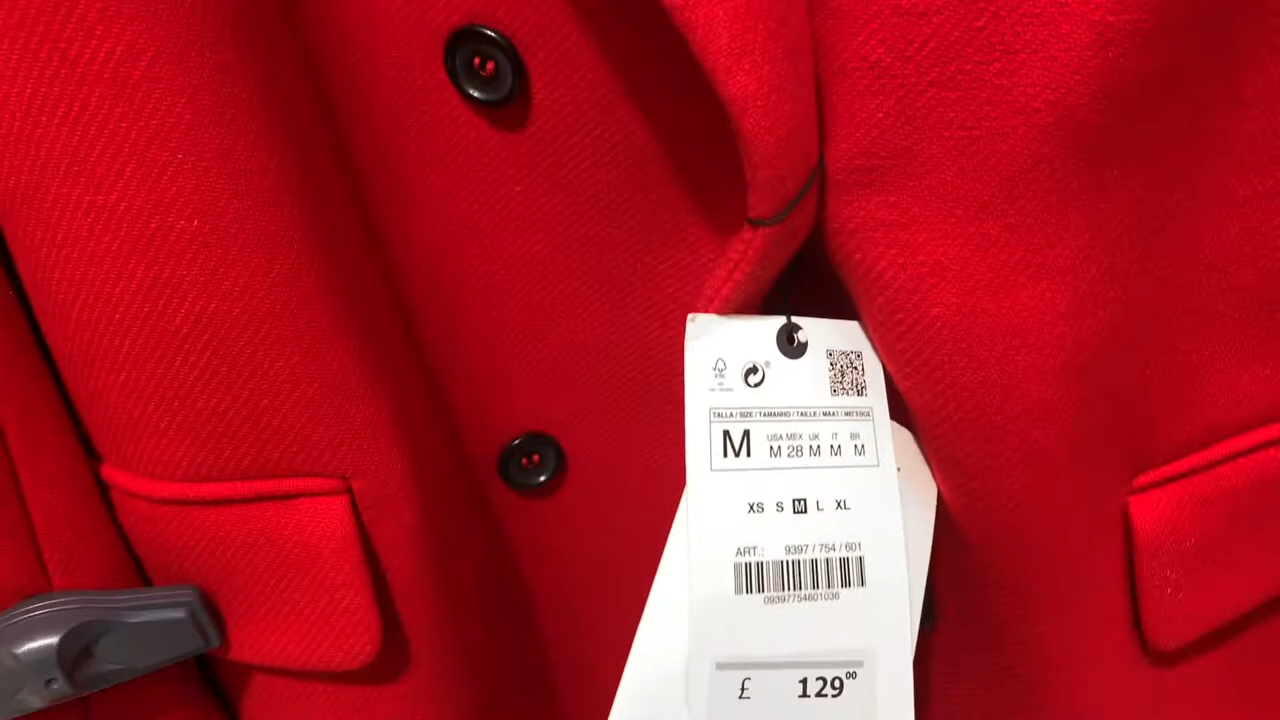 TALLA / SIZE / TAMANHO / TAILLE / MAAT /
M
USA MEX UK IT BR
M 28 M M M
XS S M L XL
ART.: 9397 / 754 / 601
09397754601036
£ 129⁰⁰